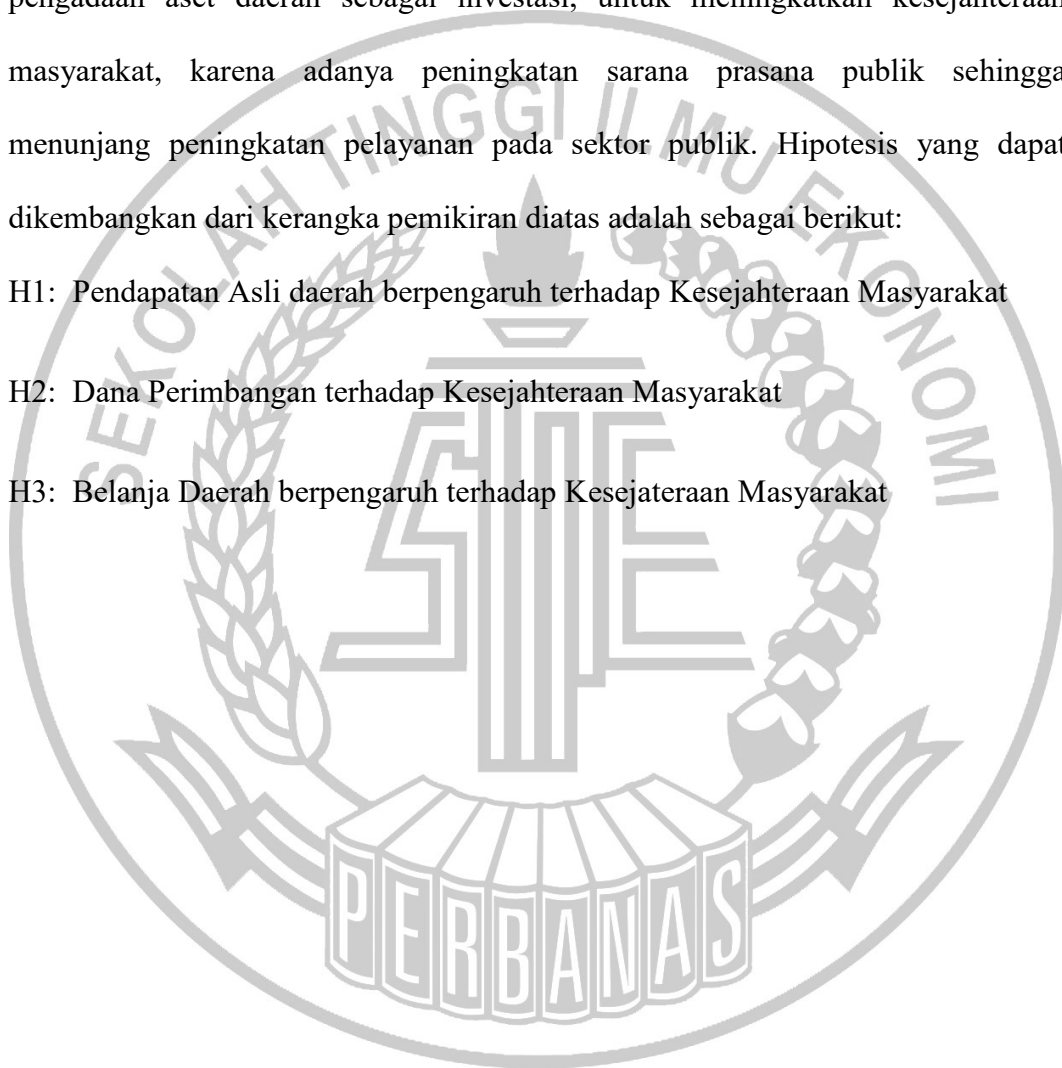 pengadaan aset daerah sebagai investasi, untuk meningkatkan kesejahteraan
masyarakat, karena adanya peningkatan sarana prasana publik sehingga
menunjang peningkatan pelayanan pada sektor publik. Hipotesis yang dapat
dikembangkan dari kerangka pemikiran diatas adalah sebagai berikut:
H1: Pendapatan Asli daerah berpengaruh terhadap Kesejahteraan Masyarakat
H2: Dana Perimbangan terhadap Kesejahteraan Masyarakat
H3: Belanja Daerah berpengaruh terhadap Kesejateraan Masyarakat
SEKOLAH TINGGI ILMU EKONOMI
PERBANAS